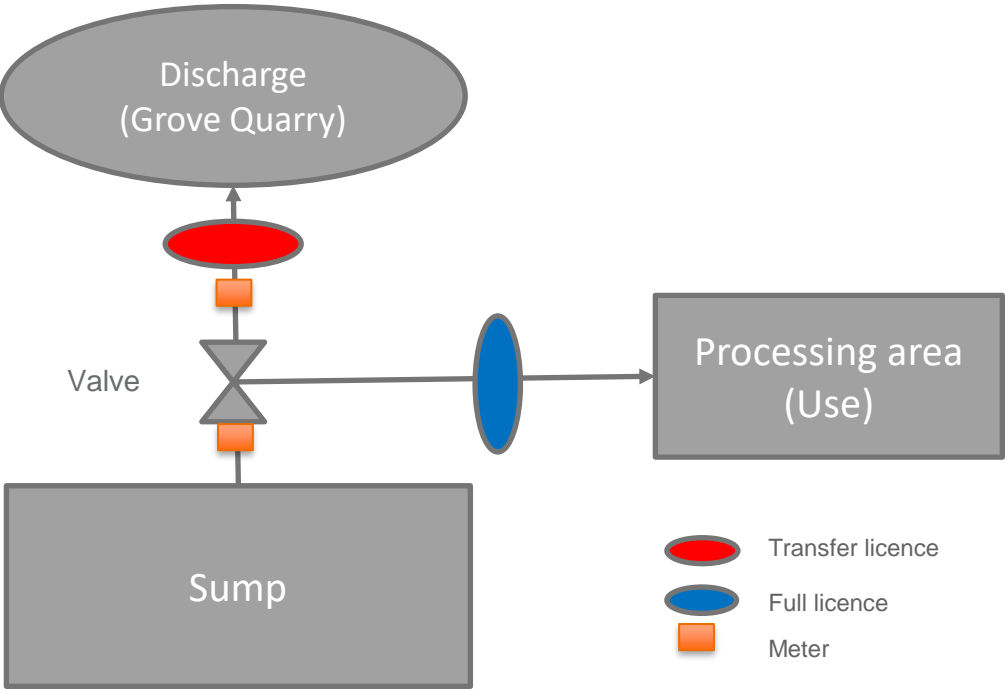 Discharge
(Grove Quarry)
Valve
Processing area
(Use)
Sump
Transfer licence
Full licence
Meter